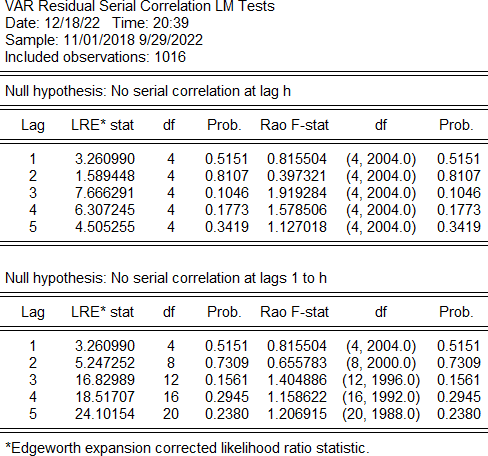 VAR Residual Serial Correlation LM Tests
Date: 12/18/22 Time: 20:39
Sample: 11/01/2018 9/29/2022
Included observations: 1016
Null hypothesis: No serial correlation at lag h
Lag LRE* stat df Prob. Rao F-stat df Prob.
1 3.260990 4 0.5151 0.815504 (4, 2004.0) 0.5151
2 1.589448 4 0.8107 0.397321 (4, 2004.0) 0.8107
3 7.666291 4 0.1046 1.919284 (4, 2004.0) 0.1046
4 6.307245 4 0.1773 1.578506 (4, 2004.0) 0.1773
5 4.505255 4 0.3419 1.127018 (4, 2004.0) 0.3419
Null hypothesis: No serial correlation at lags 1 to h
Lag LRE* stat df Prob. Rao F-stat df Prob.
1 3.260990 4 0.5151 0.815504 (4, 2004.0) 0.5151
2 5.247252 8 0.7309 0.655783 (8, 2000.0) 0.7309
3 16.82989 12 0.1561 1.404886 (12, 1996.0) 0.1561
4 18.51707 16 0.2945 1.158622 (16, 1992.0) 0.2945
5 24.10154 20 0.2380 1.206915 (20, 1988.0) 0.2380
*Edgeworth expansion corrected likelihood ratio statistic.